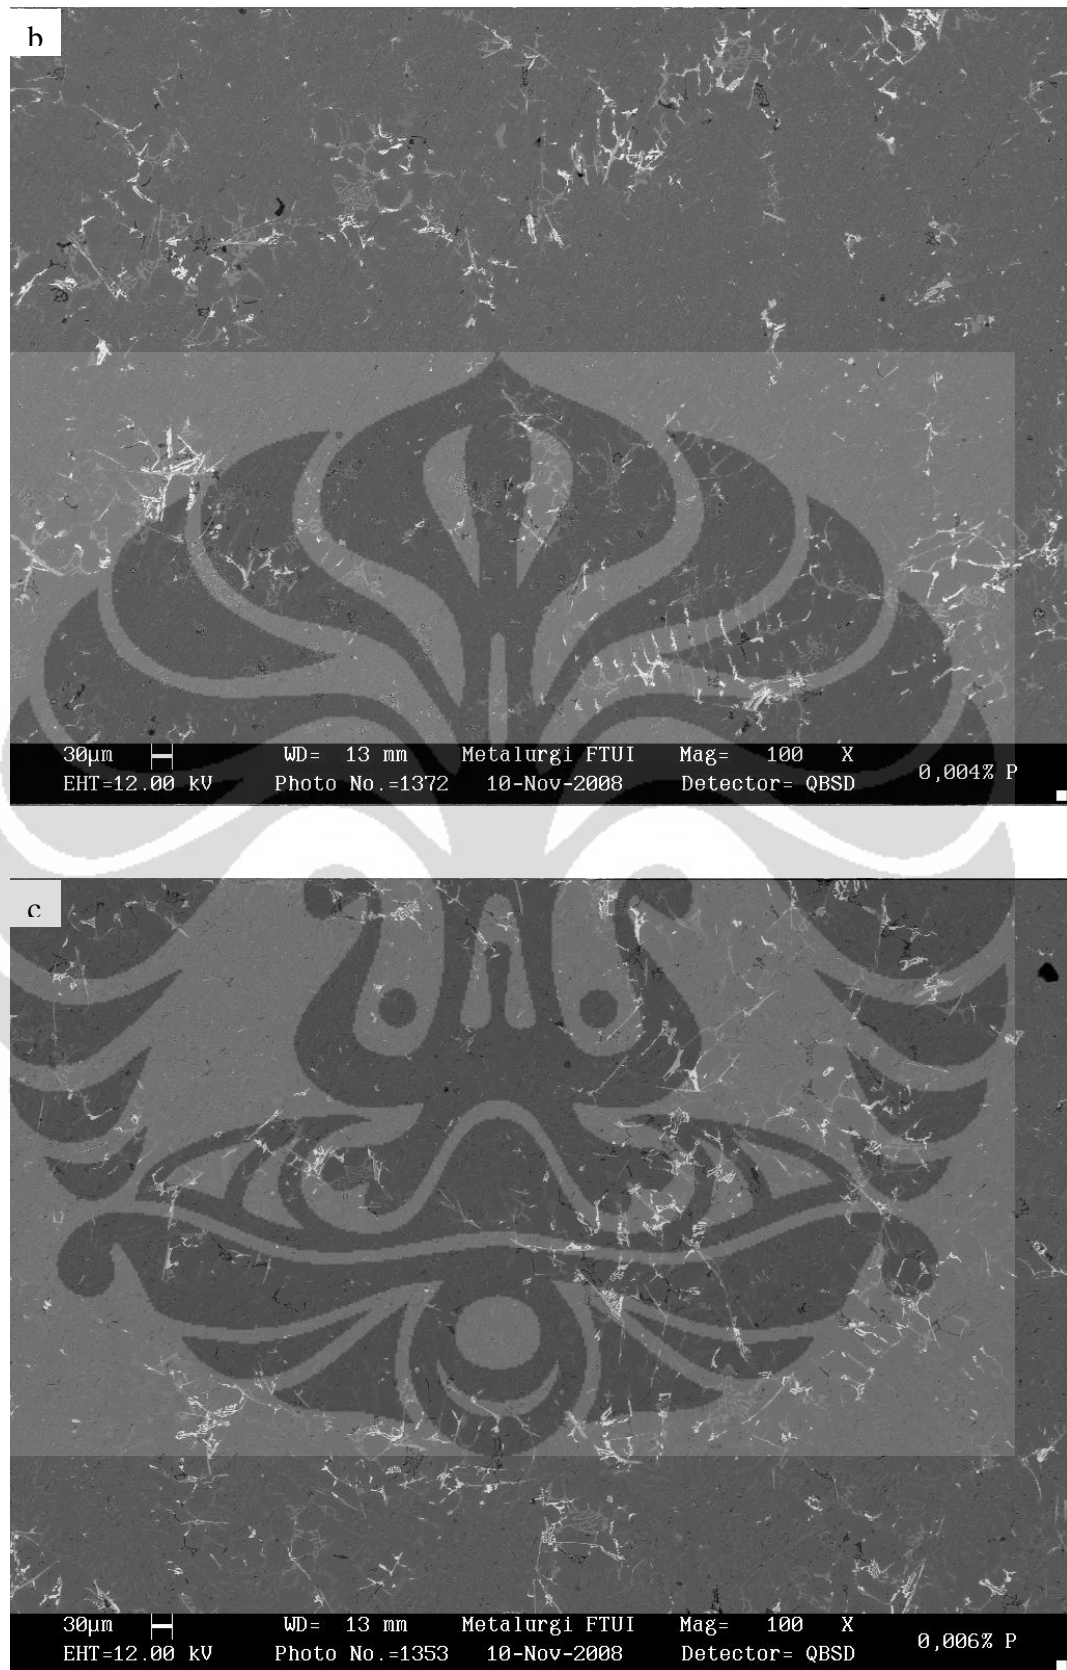 b
30µm WD= 13 mm Metalurgi FTUI Mag= 100 X
EHT=12.00 kV Photo No.=1372 10-Nov-2008 Detector= QBSD
0,004% P
c
30µm WD= 13 mm Metalurgi FTUI Mag= 100 X
EHT=12.00 kV Photo No.=1353 10-Nov-2008 Detector= QBSD
0,006% P